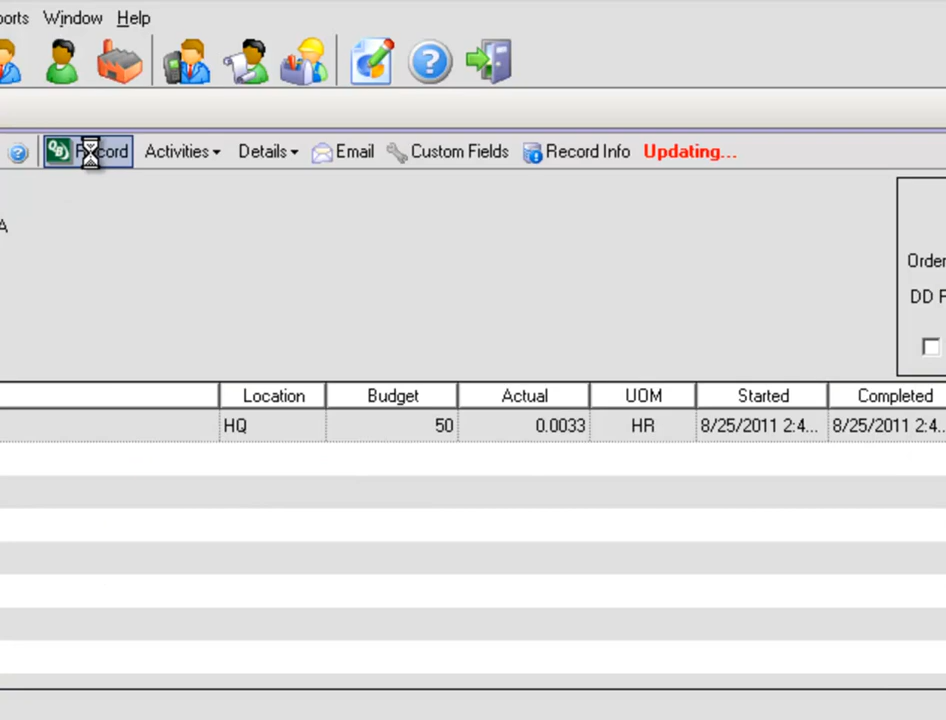 ports Window Help
Record Activities Details Email Custom Fields Record Info Updating...
A
Order
DD F
Location Budget Actual UOM Started Completed
HQ 50 0.0033 HR 8/25/2011 2:4... 8/25/2011 2:4...